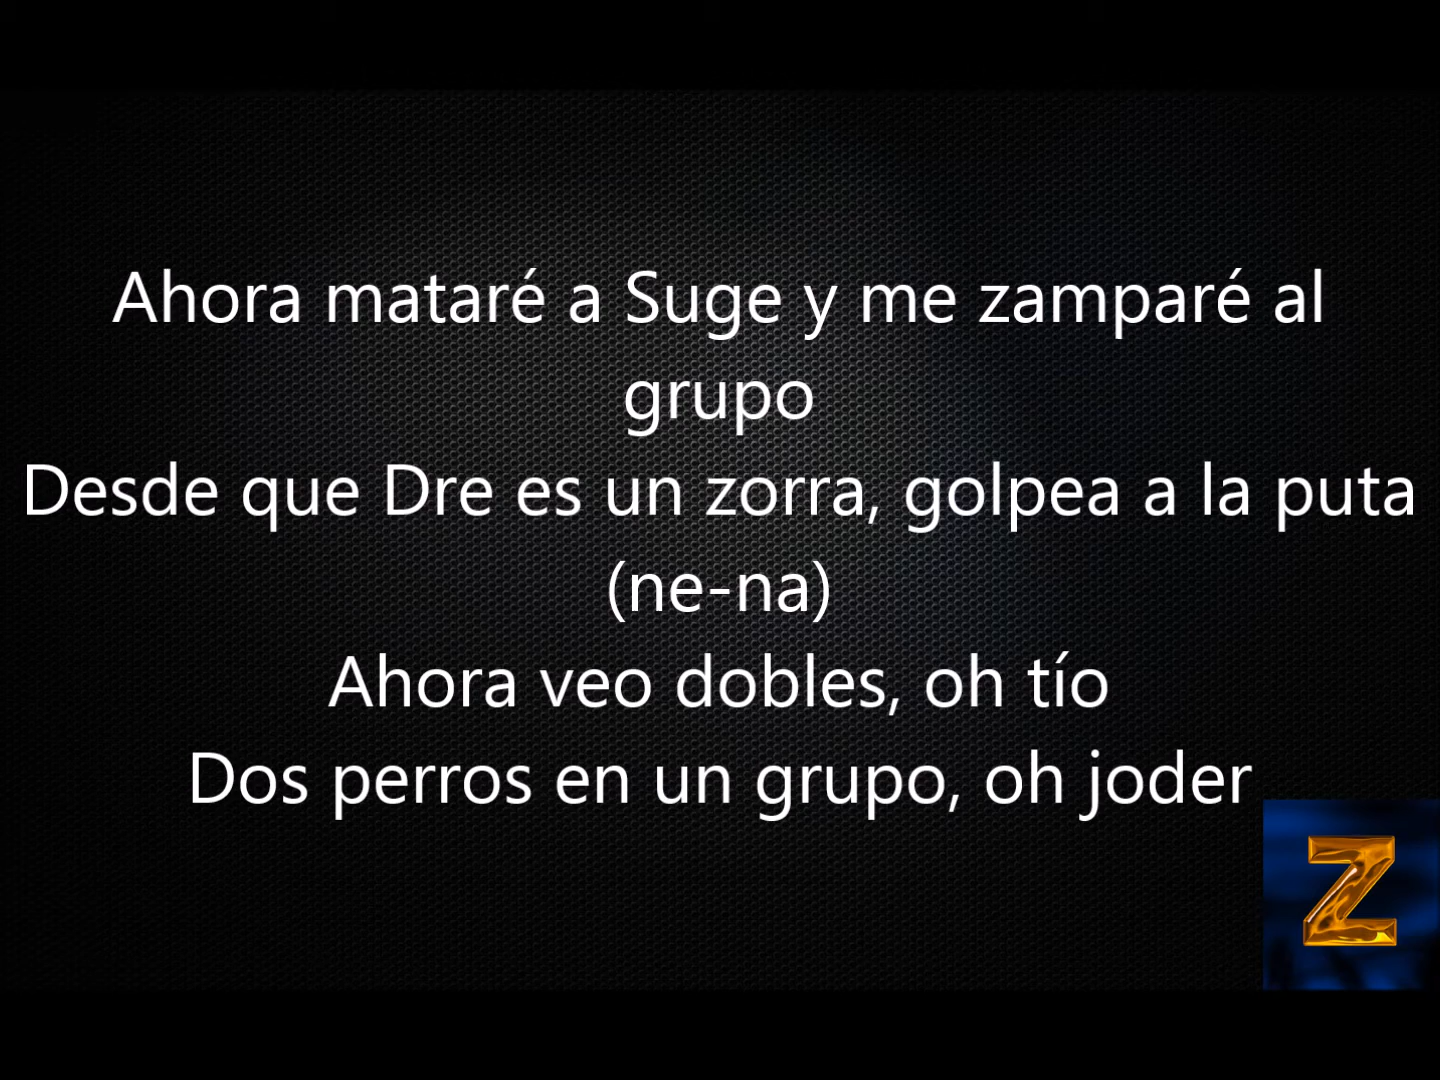 Ahora mataré a Suge y me zamparé al
grupo
Desde que Dre es un zorra, golpea a la puta
(ne-na)
Ahora veo dobles, oh tío
Dos perros en un grupo, oh joder
Z